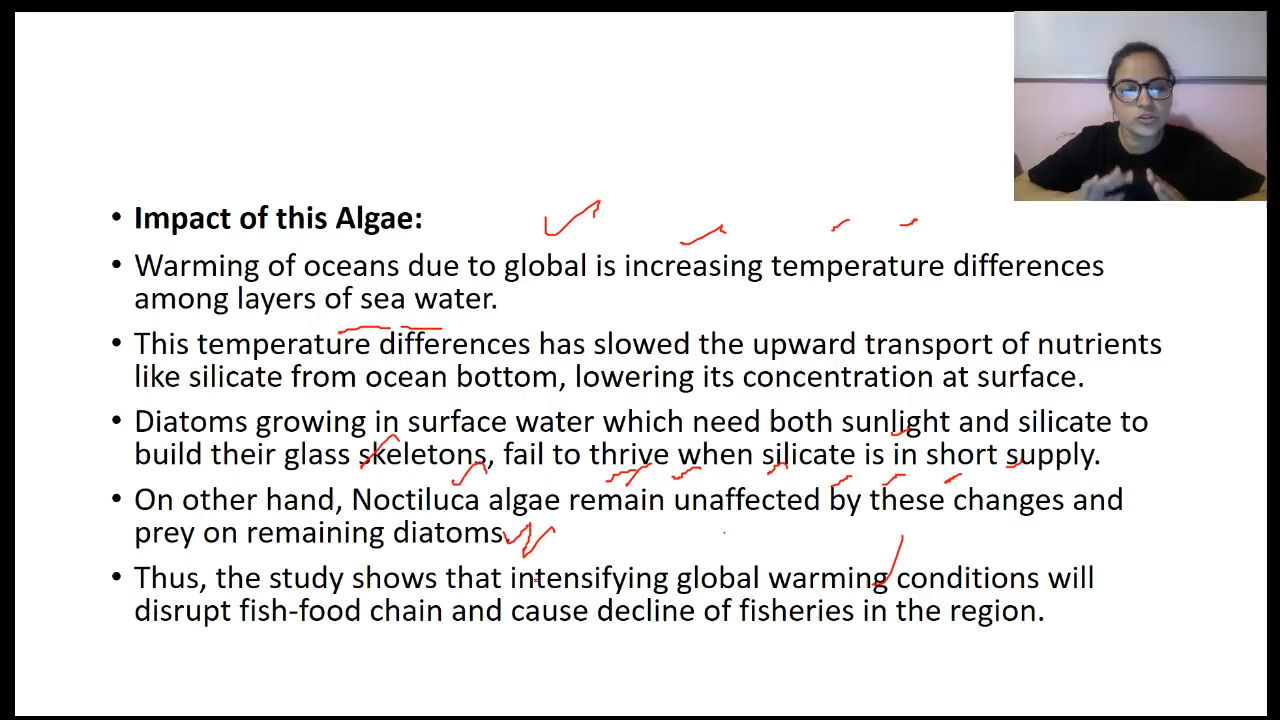 • Impact of this Algae:
• Warming of oceans due to global is increasing temperature differences
among layers of sea water.
• This temperature differences has slowed the upward transport of nutrients
like silicate from ocean bottom, lowering its concentration at surface.
• Diatoms growing in surface water which need both sunlight and silicate to
build their glass skeletons, fail to thrive when silicate is in short supply.
• On other hand, Noctiluca algae remain unaffected by these changes and
prey on remaining diatoms.
• Thus, the study shows that intensifying global warming conditions will
disrupt fish-food chain and cause decline of fisheries in the region.